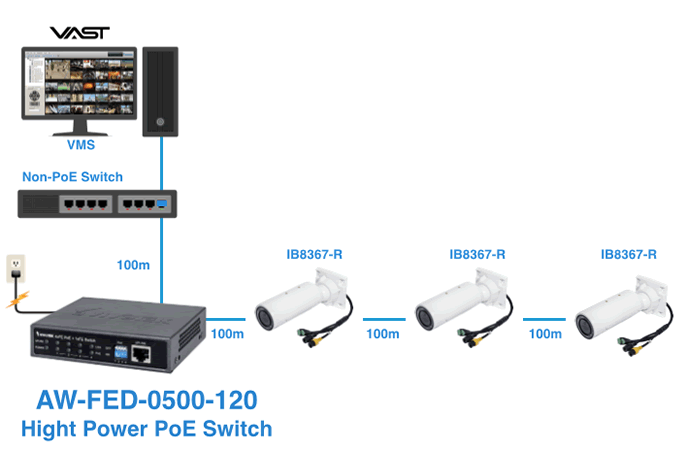 VAST
VMS
Non-PoE Switch
100m
IB8367-R
IB8367-R
IB8367-R
100m
100m
100m
AW-FED-0500-120
Hight Power PoE Switch